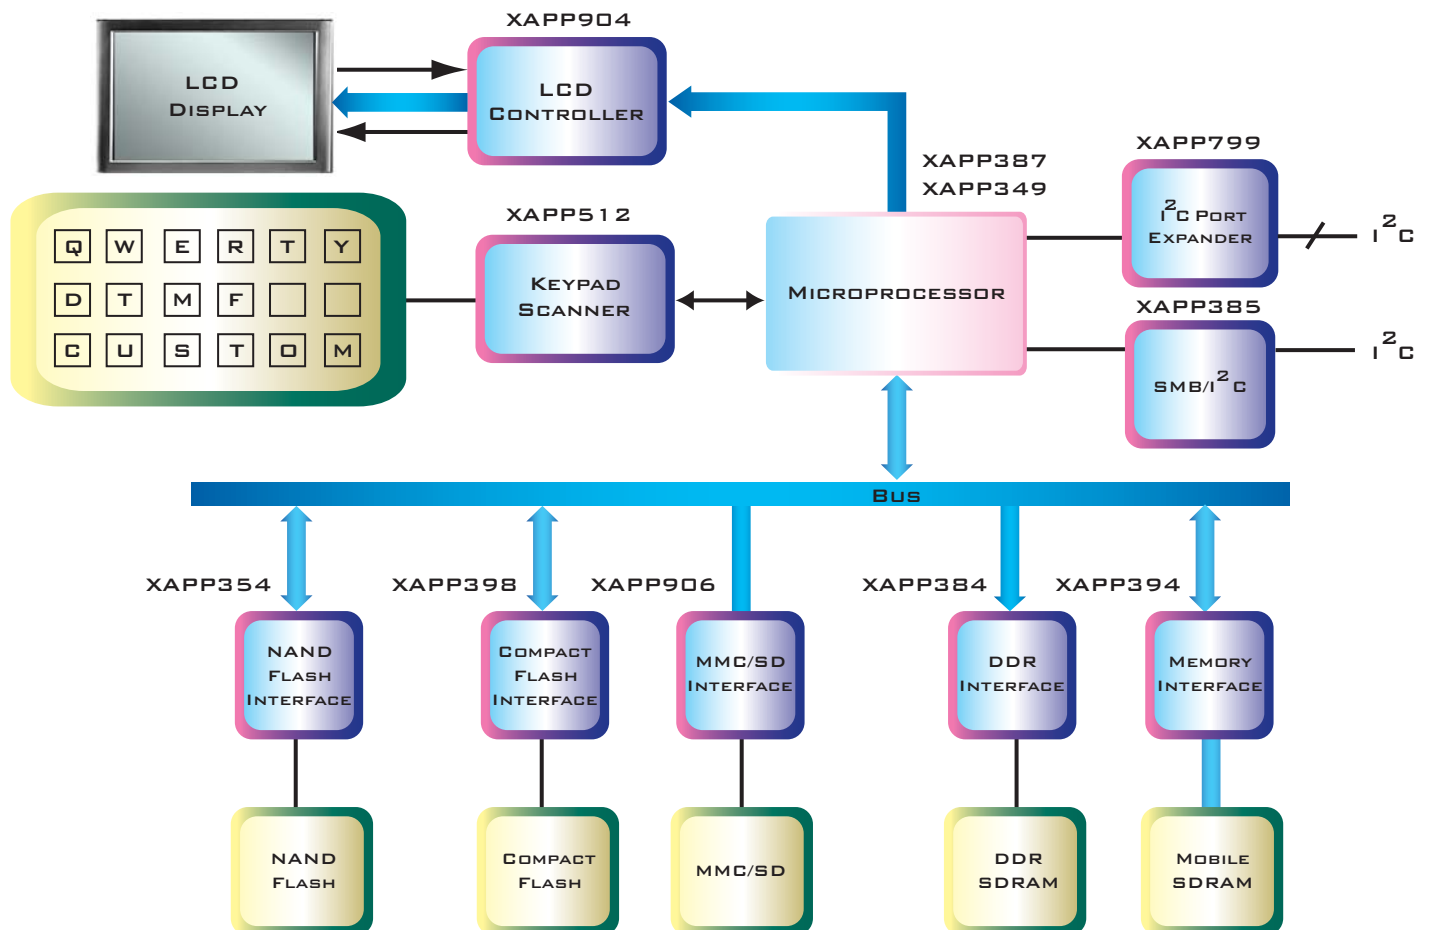 XAPP904
LCD
Display
LCD
Controller
XAPP387
XAPP349
XAPP799
I²C Port
Expander
I²C
XAPP512
Q W E R T Y
D T M F
C U S T O M
Keypad
Scanner
Microprocessor
XAPP385
SMB/I²C
I²C
Bus
XAPP354
XAPP398
XAPP906
XAPP384
XAPP394
NAND
Flash
Interface
Compact
Flash
Interface
MMC/SD
Interface
DDR
Interface
Memory
Interface
NAND
Flash
Compact
Flash
MMC/SD
DDR
SDRAM
Mobile
SDRAM